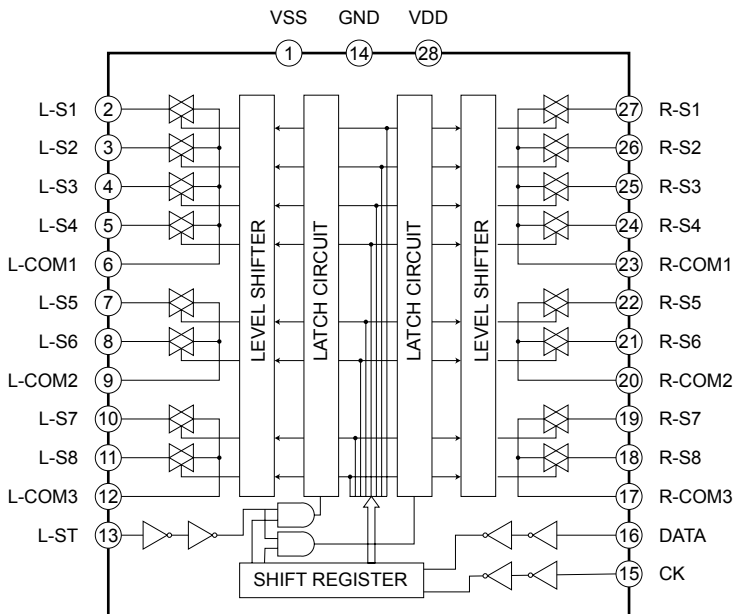 VSS GND VDD
1 14 28
L-S1 2 27 R-S1
L-S2 3 26 R-S2
L-S3 4 25 R-S3
L-S4 5 24 R-S4
L-COM1 6 23 R-COM1
L-S5 7 22 R-S5
L-S6 8 21 R-S6
L-COM2 9 20 R-COM2
L-S7 10 19 R-S7
L-S8 11 18 R-S8
L-COM3 12 17 R-COM3
L-ST 13 16 DATA
15 CK
LEVEL SHIFTER
LATCH CIRCUIT
LATCH CIRCUIT
LEVEL SHIFTER
SHIFT REGISTER